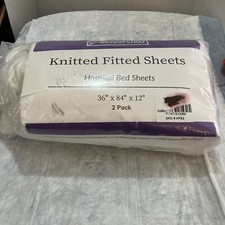 Knitted Fitted Sheets
Hospital Bed Sheets
36" x 84" x 12"
2 Pack